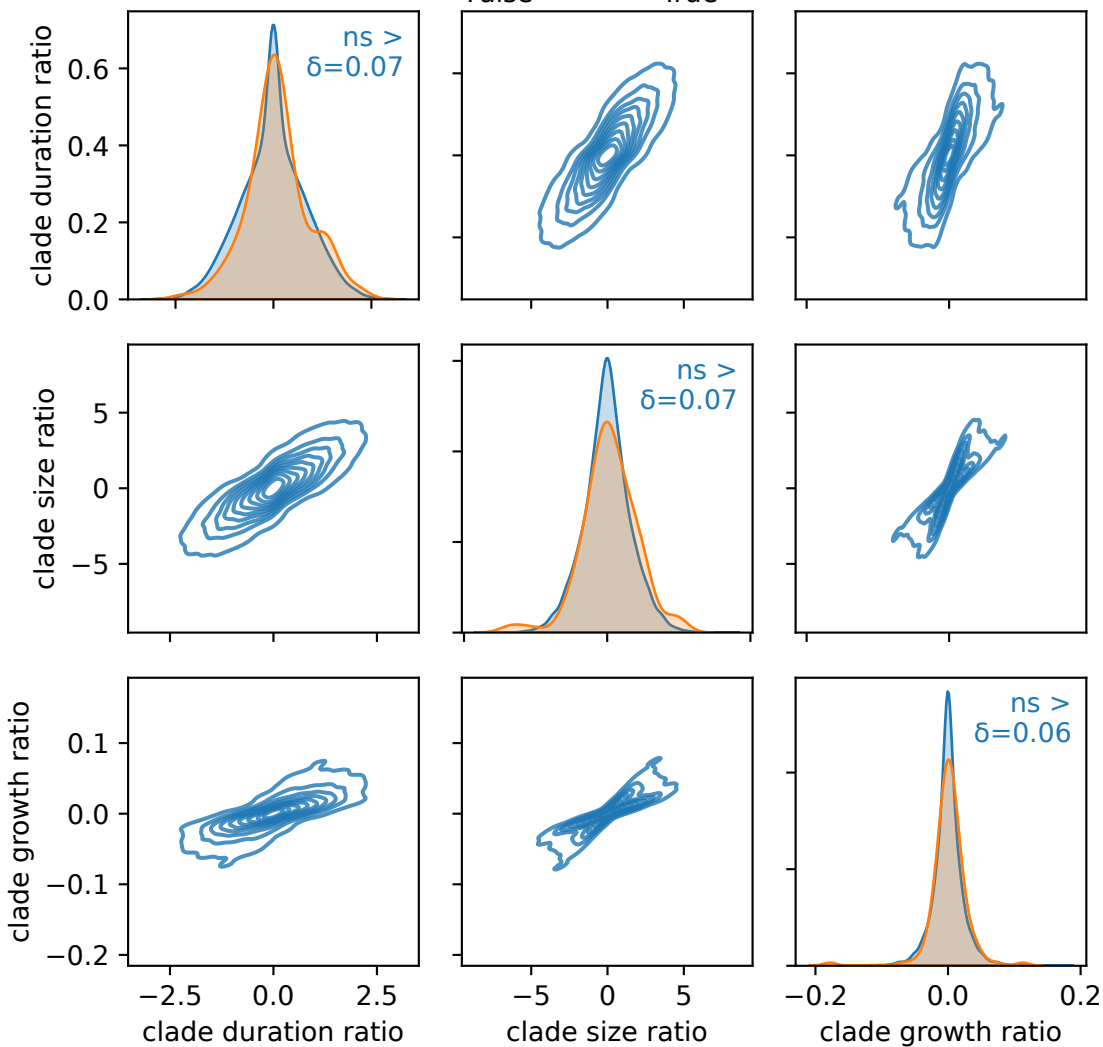 True
clade duration ratio
0.6
0.4
0.2
0.0
ns >
δ=0.07
clade size ratio
5
0
−5
ns >
δ=0.07
clade growth ratio
0.1
0.0
−0.1
−0.2
ns >
δ=0.06
−2.5 0.0 2.5
−5 0 5
−0.2 0.0 0.2
clade duration ratio
clade size ratio
clade growth ratio